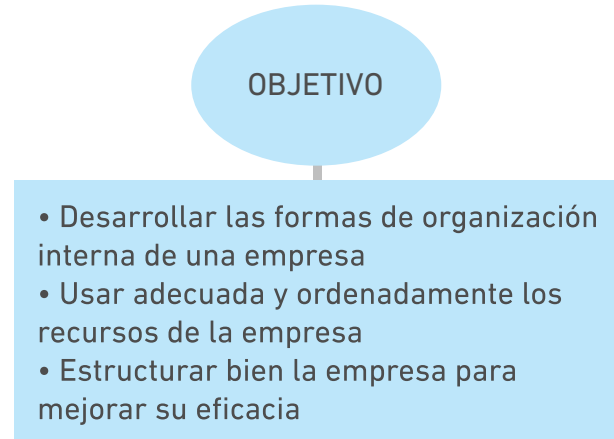 OBJETIVO
• Desarrollar las formas de organización
interna de una empresa
• Usar adecuada y ordenadamente los
recursos de la empresa
• Estructurar bien la empresa para
mejorar su eficacia